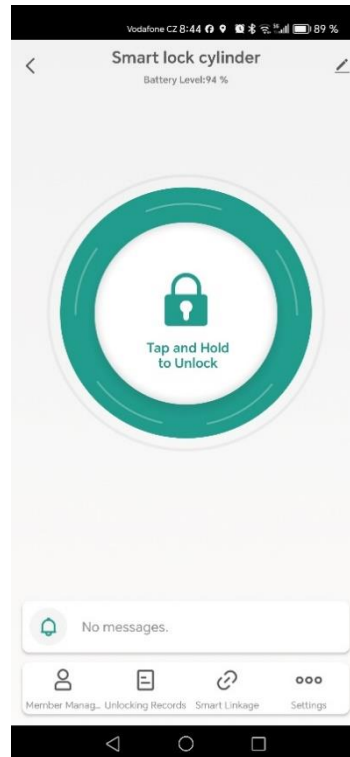 Vodafone CZ 8:44 89 %
Smart lock cylinder
Battery Level:94 %
Tap and Hold
to Unlock
No messages.
Member Manag... Unlocking Records Smart Linkage Settings